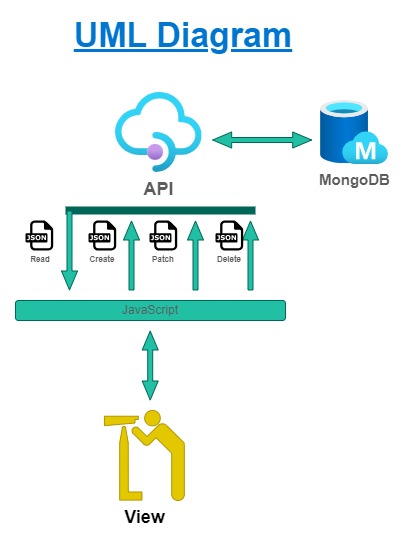 UML Diagram
M
API
MongoDB
JSON JSON JSON JSON
Read Create Patch Delete
JavaScript
View